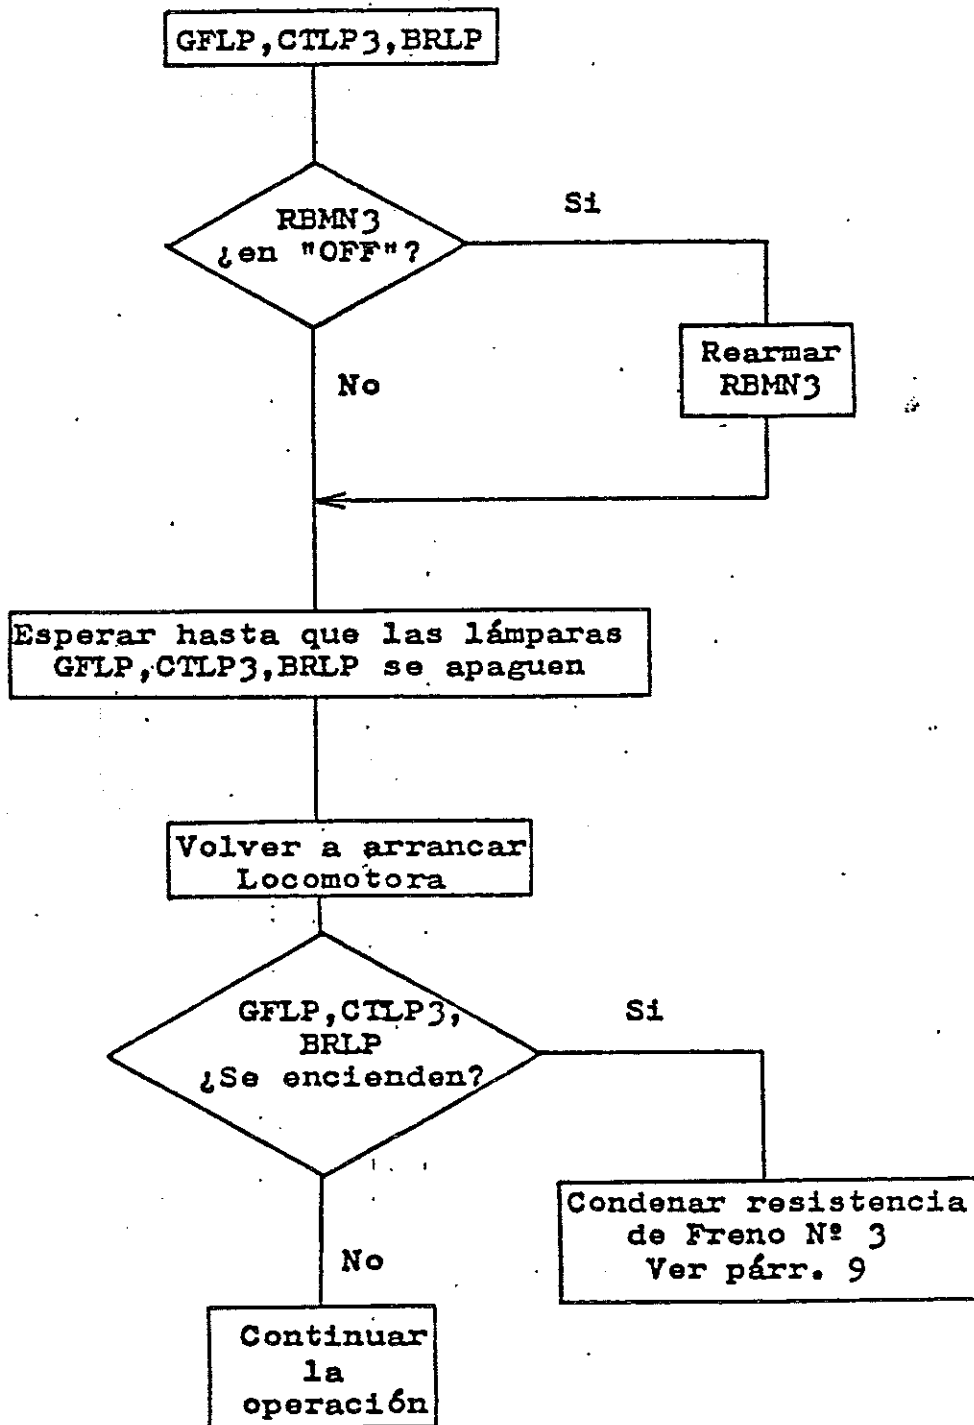 GFLP,CTLP3,BRLP
RBMN3
¿en "OFF"?
Si
Rearmar
RBMN3
No
Esperar hasta que las lámparas
GFLP,CTLP3,BRLP se apaguen
Volver a arrancar
Locomotora
GFLP,CTLP3,
BRLP
¿Se encienden?
Si
Condenar resistencia
de Freno Nº 3
Ver párr. 9
No
Continuar
la
operación